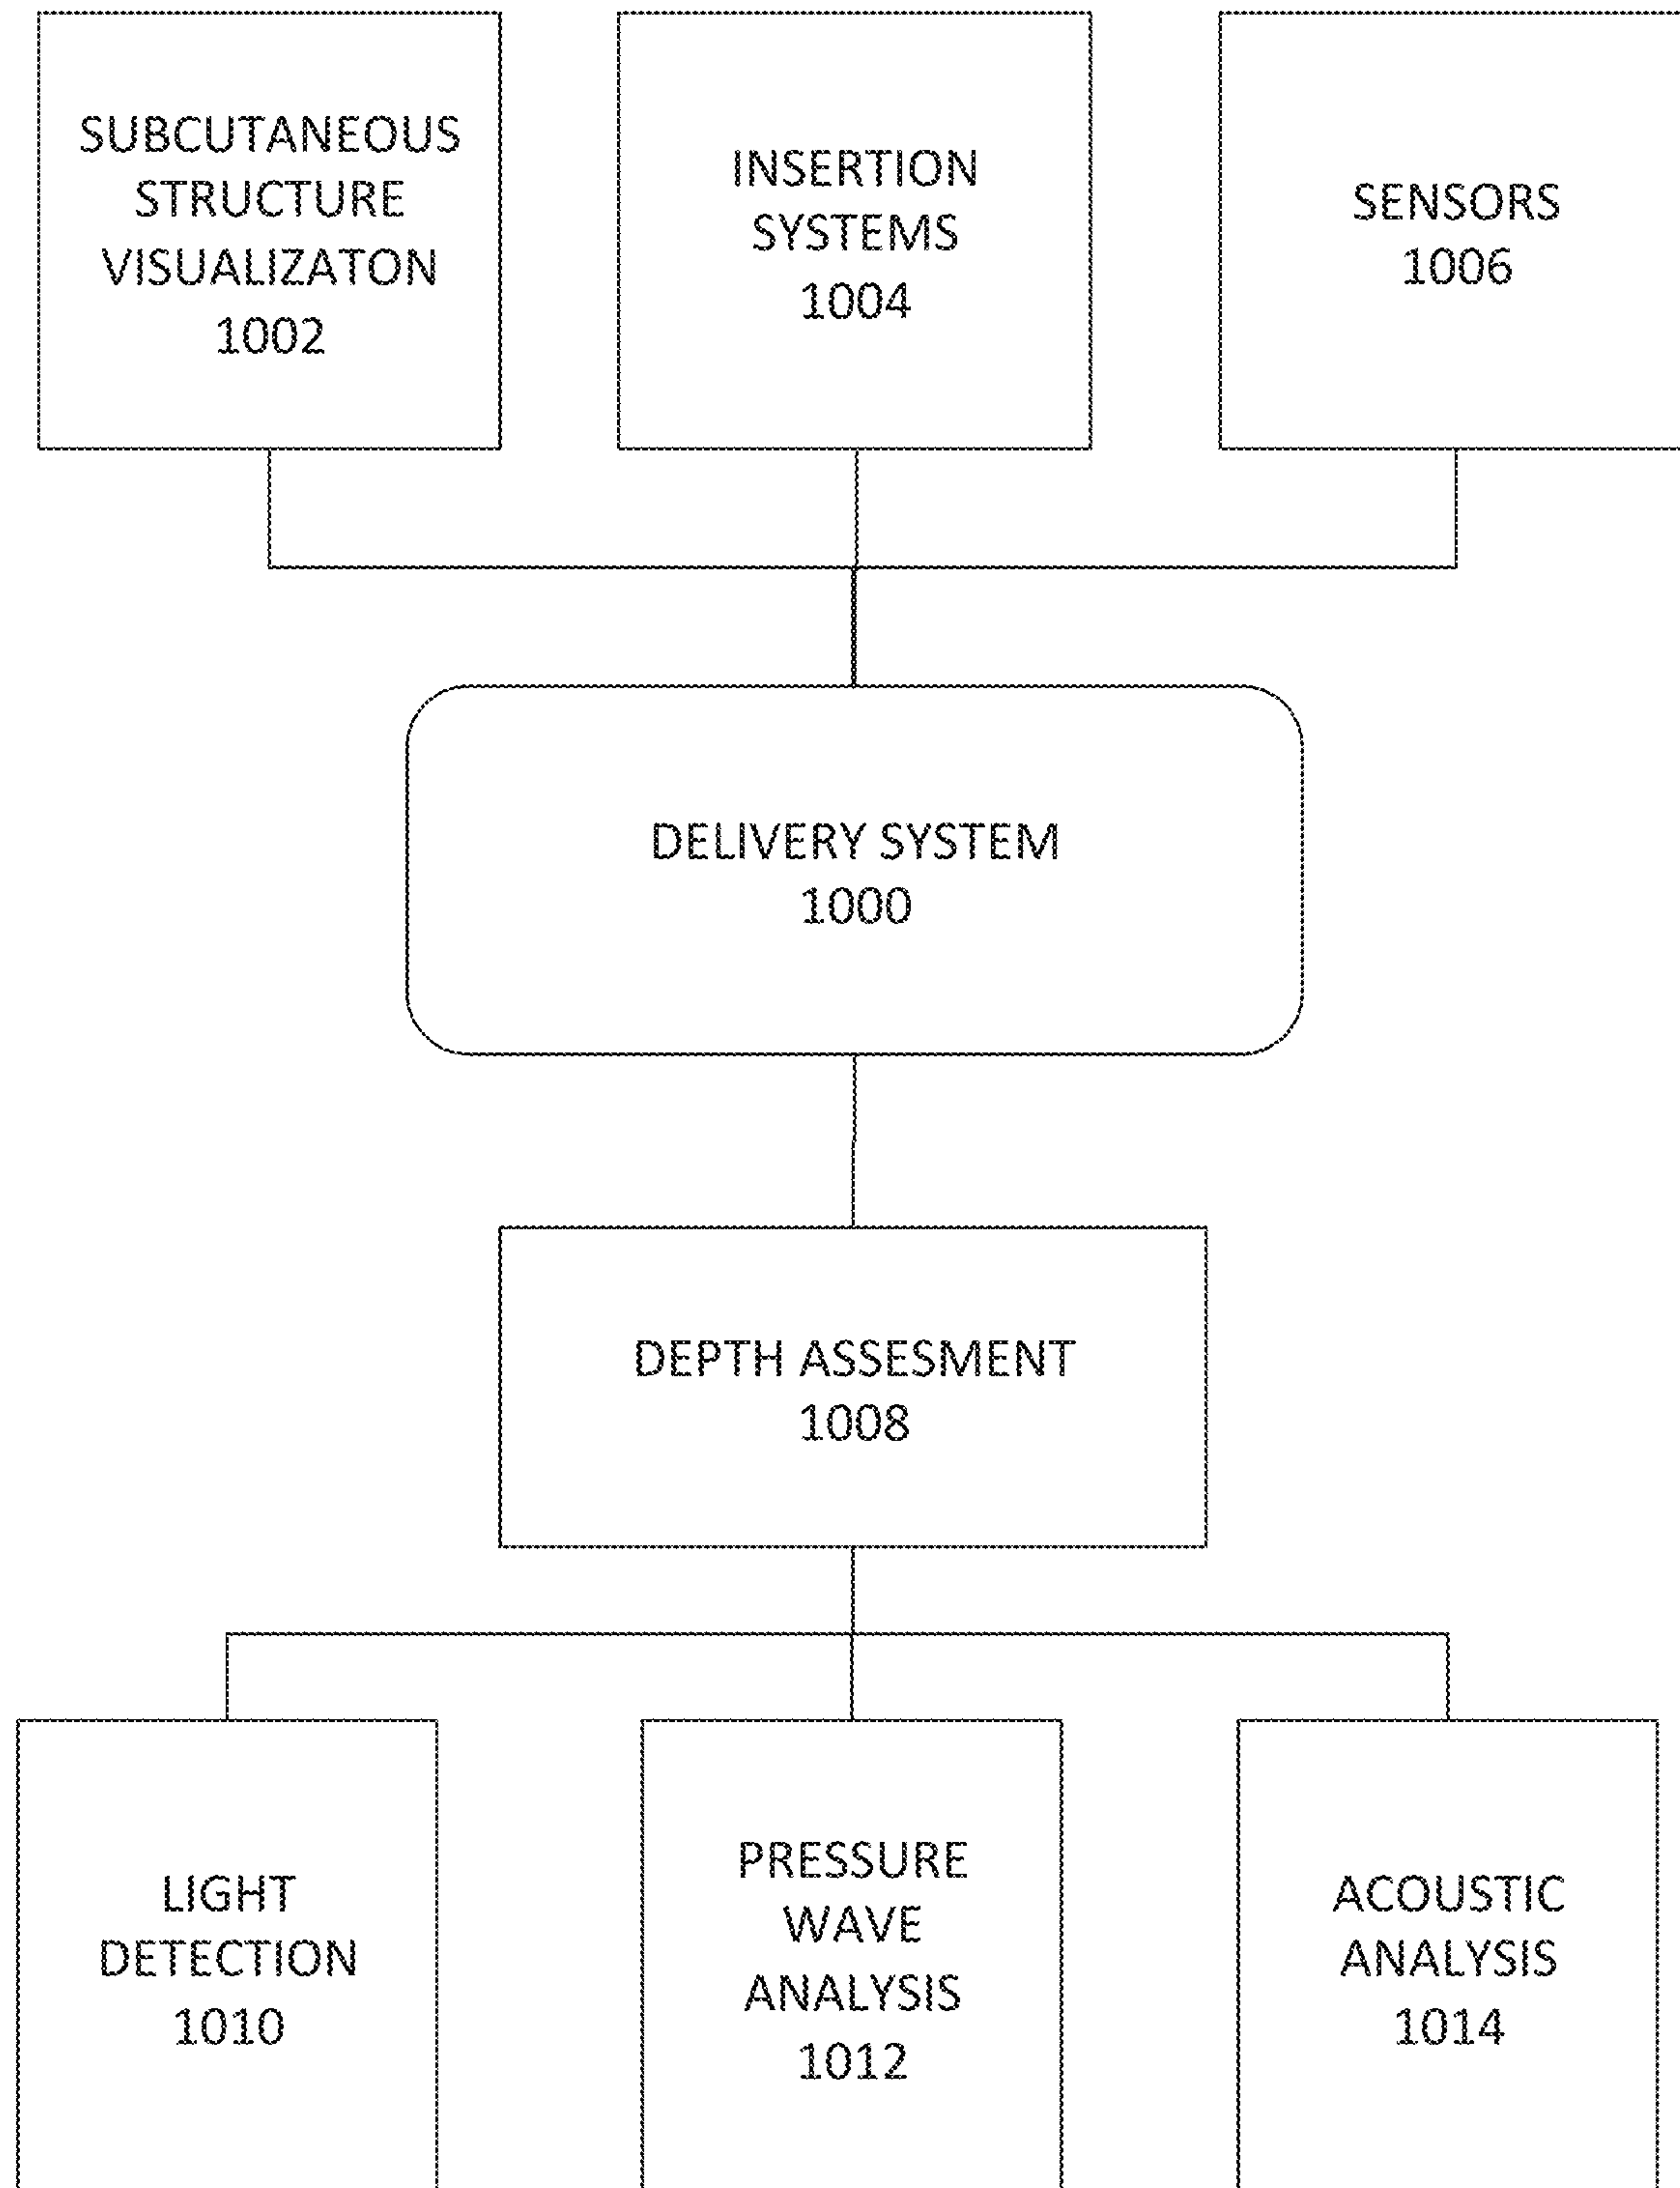 SUBCUTANEOUS
STRUCTURE
VISUALIZATON
1002
INSERTION
SYSTEMS
1004
SENSORS
1006
DELIVERY SYSTEM
1000
DEPTH ASSESMENT
1008
LIGHT
DETECTION
1010
PRESSURE
WAVE
ANALYSIS
1012
ACOUSTIC
ANALYSIS
1014